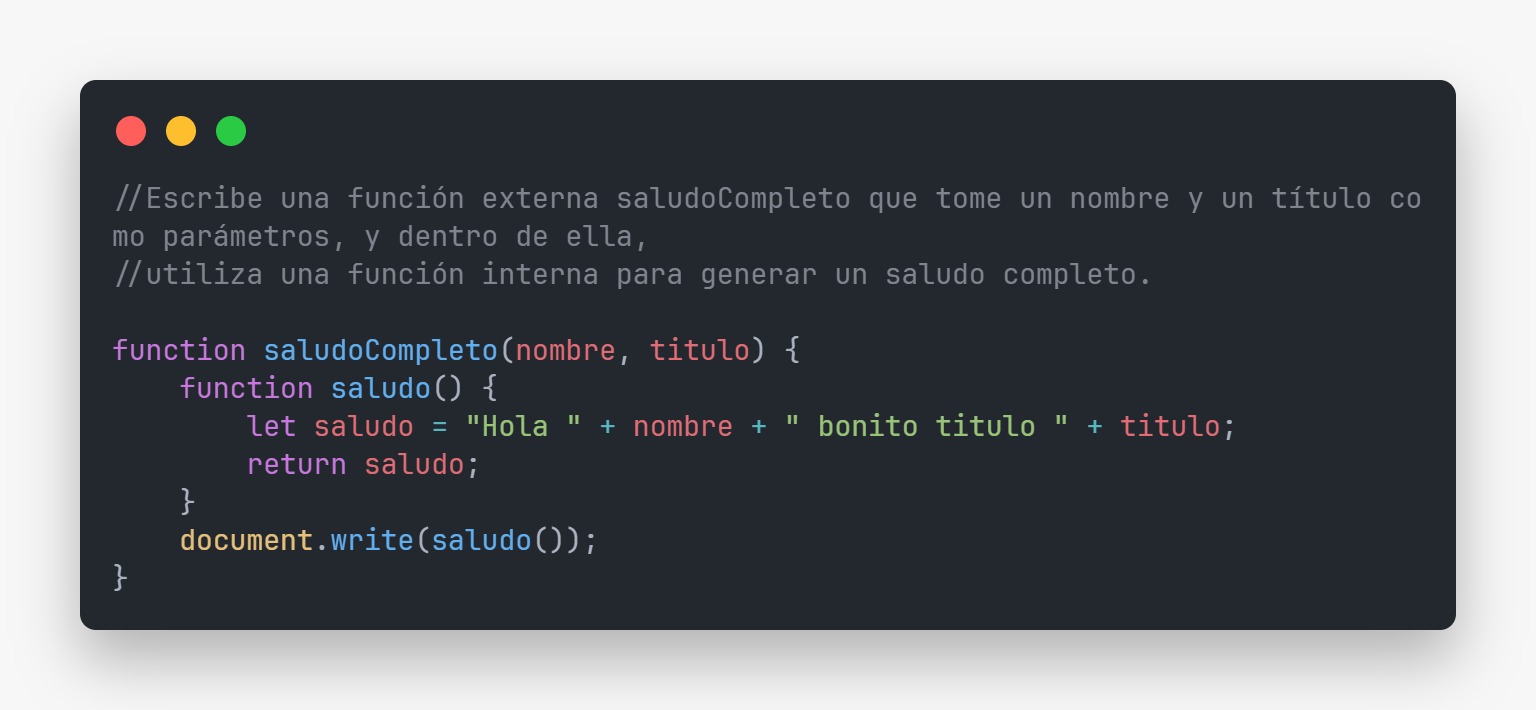 //Escribe una función externa saludoCompleto que tome un nombre y un título co
mo parámetros, y dentro de ella,
//utiliza una función interna para generar un saludo completo.
function saludoCompleto(nombre, titulo) {
    function saludo() {
        let saludo = "Hola " + nombre + " bonito titulo " + titulo;
        return saludo;
    }
    document.write(saludo());
}